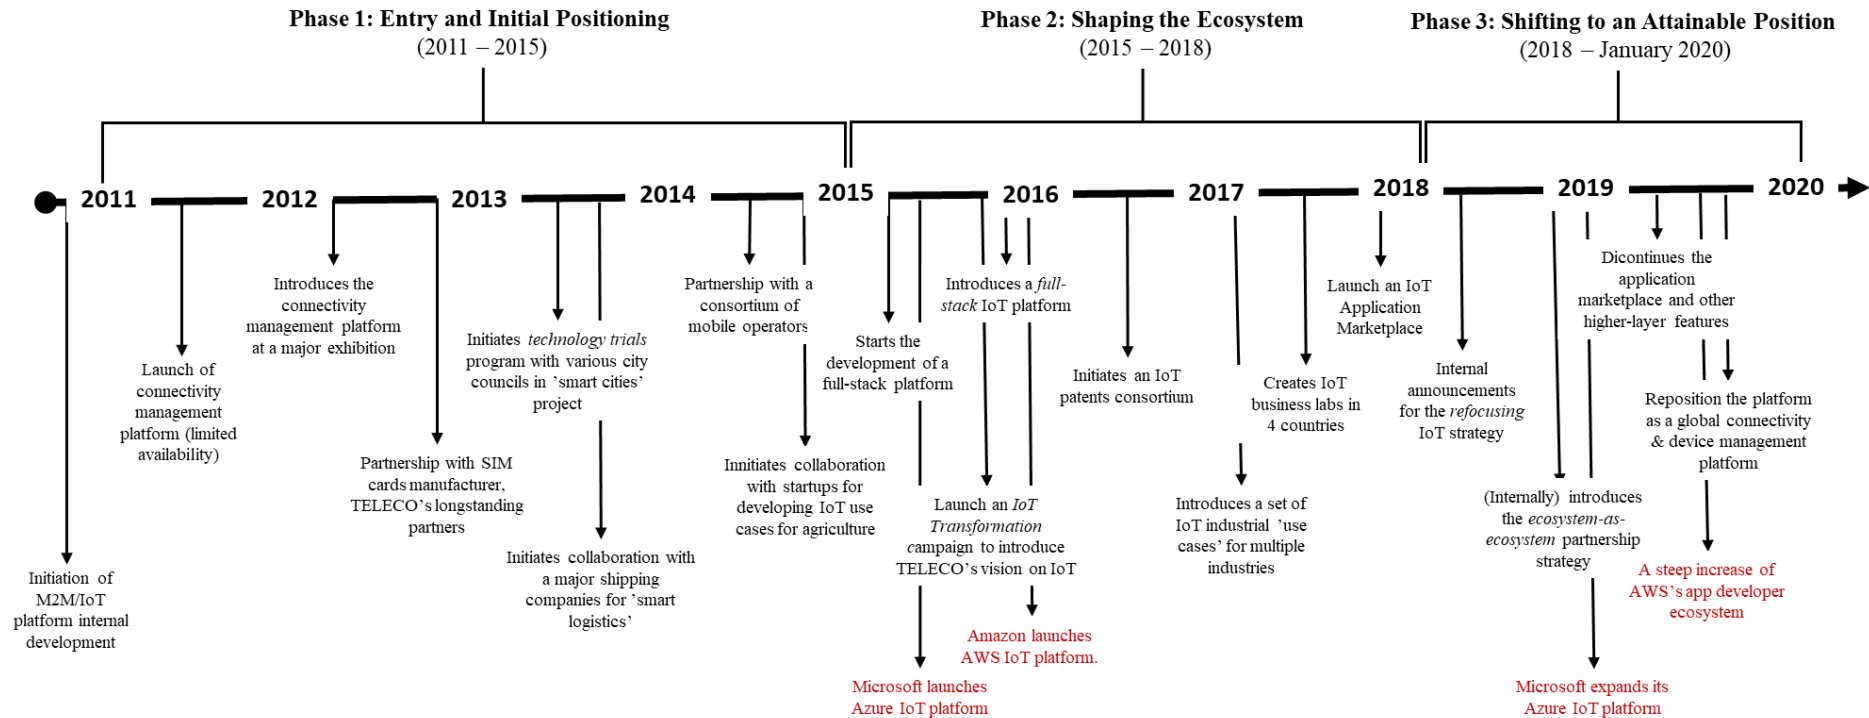 Phase 1: Entry and Initial Positioning
(2011 – 2015)
Phase 2: Shaping the Ecosystem
(2015 – 2018)
Phase 3: Shifting to an Attainable Position
(2018 – January 2020)
2011
2012
2013
2014
2015
2016
2017
2018
2019
2020
Initiation of
M2M/IoT
platform internal
development
Launch of
connectivity
management
platform (limited
availability)
Introduces the
connectivity
management platform
at a major exhibition
Partnership with SIM
cards manufacturer,
TELECO's longstanding
partners
Initiates technology trials
program with various city
councils in 'smart cities'
project
Initiates collaboration with
a major shipping
companies for 'smart
logistics'
Partnership with a
consortium of
mobile operators
Innitiates collaboration
with startups for
developing IoT use
cases for agriculture
Starts the
development of a
full-stack platform
Microsoft launches
Azure IoT platform
Launch an IoT
Transformation
campaign to introduce
TELECO's vision on IoT
Introduces a full-
stack IoT platform
Amazon launches
AWS IoT platform.
Initiates an IoT
patents consortium
Introduces a set of
IoT industrial 'use
cases' for multiple
industries
Creates IoT
business labs in
4 countries
Launch an IoT
Application
Marketplace
Internal
announcements
for the refocusing
IoT strategy
(Internally) introduces
the ecosystem-as-
ecosystem partnership
strategy
Microsoft expands its
Azure IoT platform
Dicontinues the
application
marketplace and other
higher-layer features
A steep increase of
AWS's app developer
ecosystem
Reposition the platform
as a global connectivity
& device management
platform